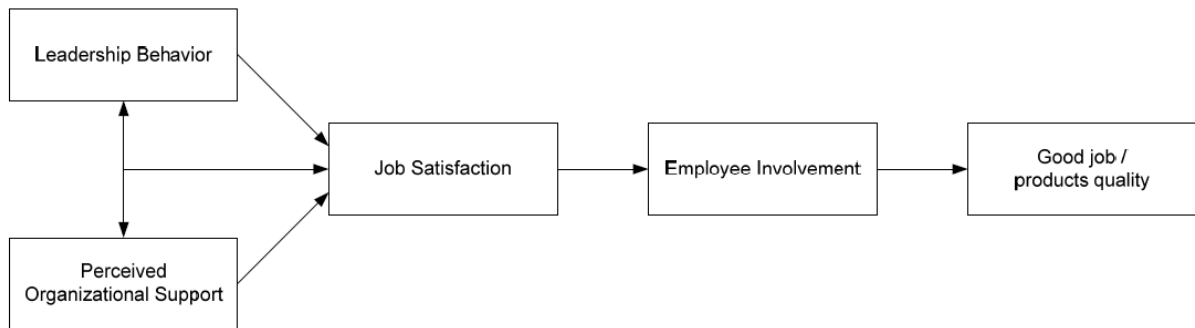 Leadership Behavior
Job Satisfaction
Employee Involvement
Good job /
products quality
Perceived
Organizational Support